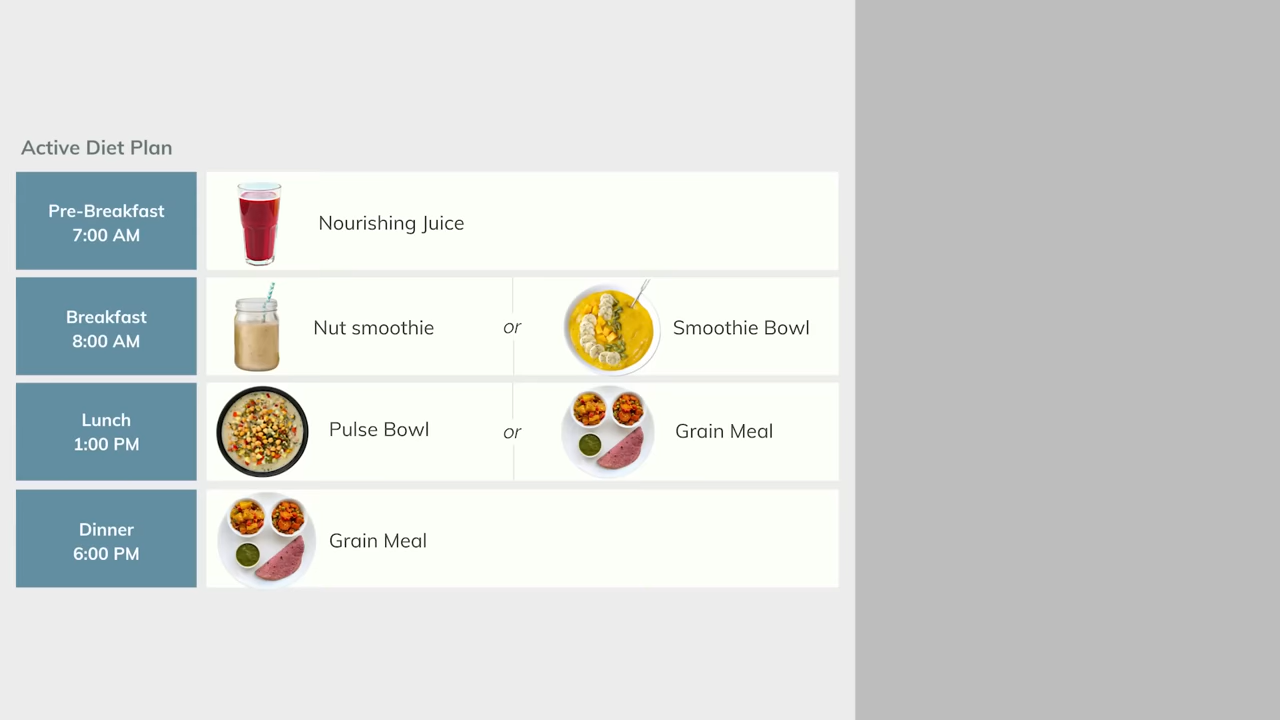 Active Diet Plan
Pre-Breakfast
7:00 AM
Nourishing Juice
Breakfast
8:00 AM
Nut smoothie
or
Smoothie Bowl
Lunch
1:00 PM
Pulse Bowl
or
Grain Meal
Dinner
6:00 PM
Grain Meal